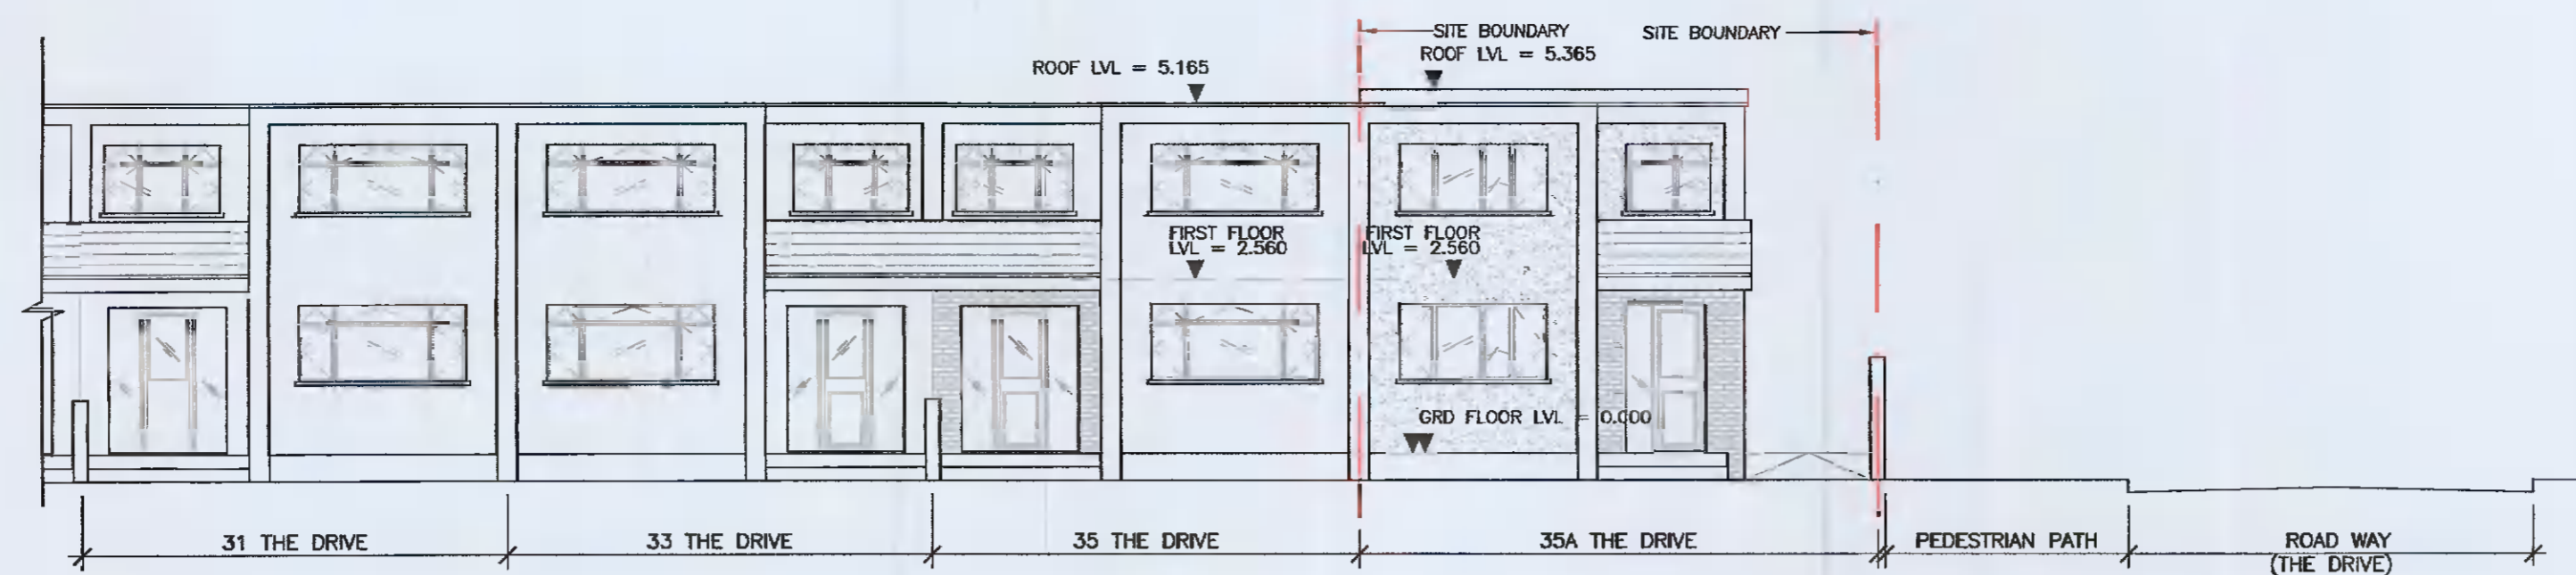 SITE BOUNDARY
SITE BOUNDARY
ROOF LVL = 5.365
ROOF LVL = 5.165
FIRST FLOOR
LVL = 2.560
FIRST FLOOR
LVL = 2.560
GRD FLOOR LVL = 0.000
31 THE DRIVE
33 THE DRIVE
35 THE DRIVE
35A THE DRIVE
PEDESTRIAN PATH
ROAD WAY
(THE DRIVE)